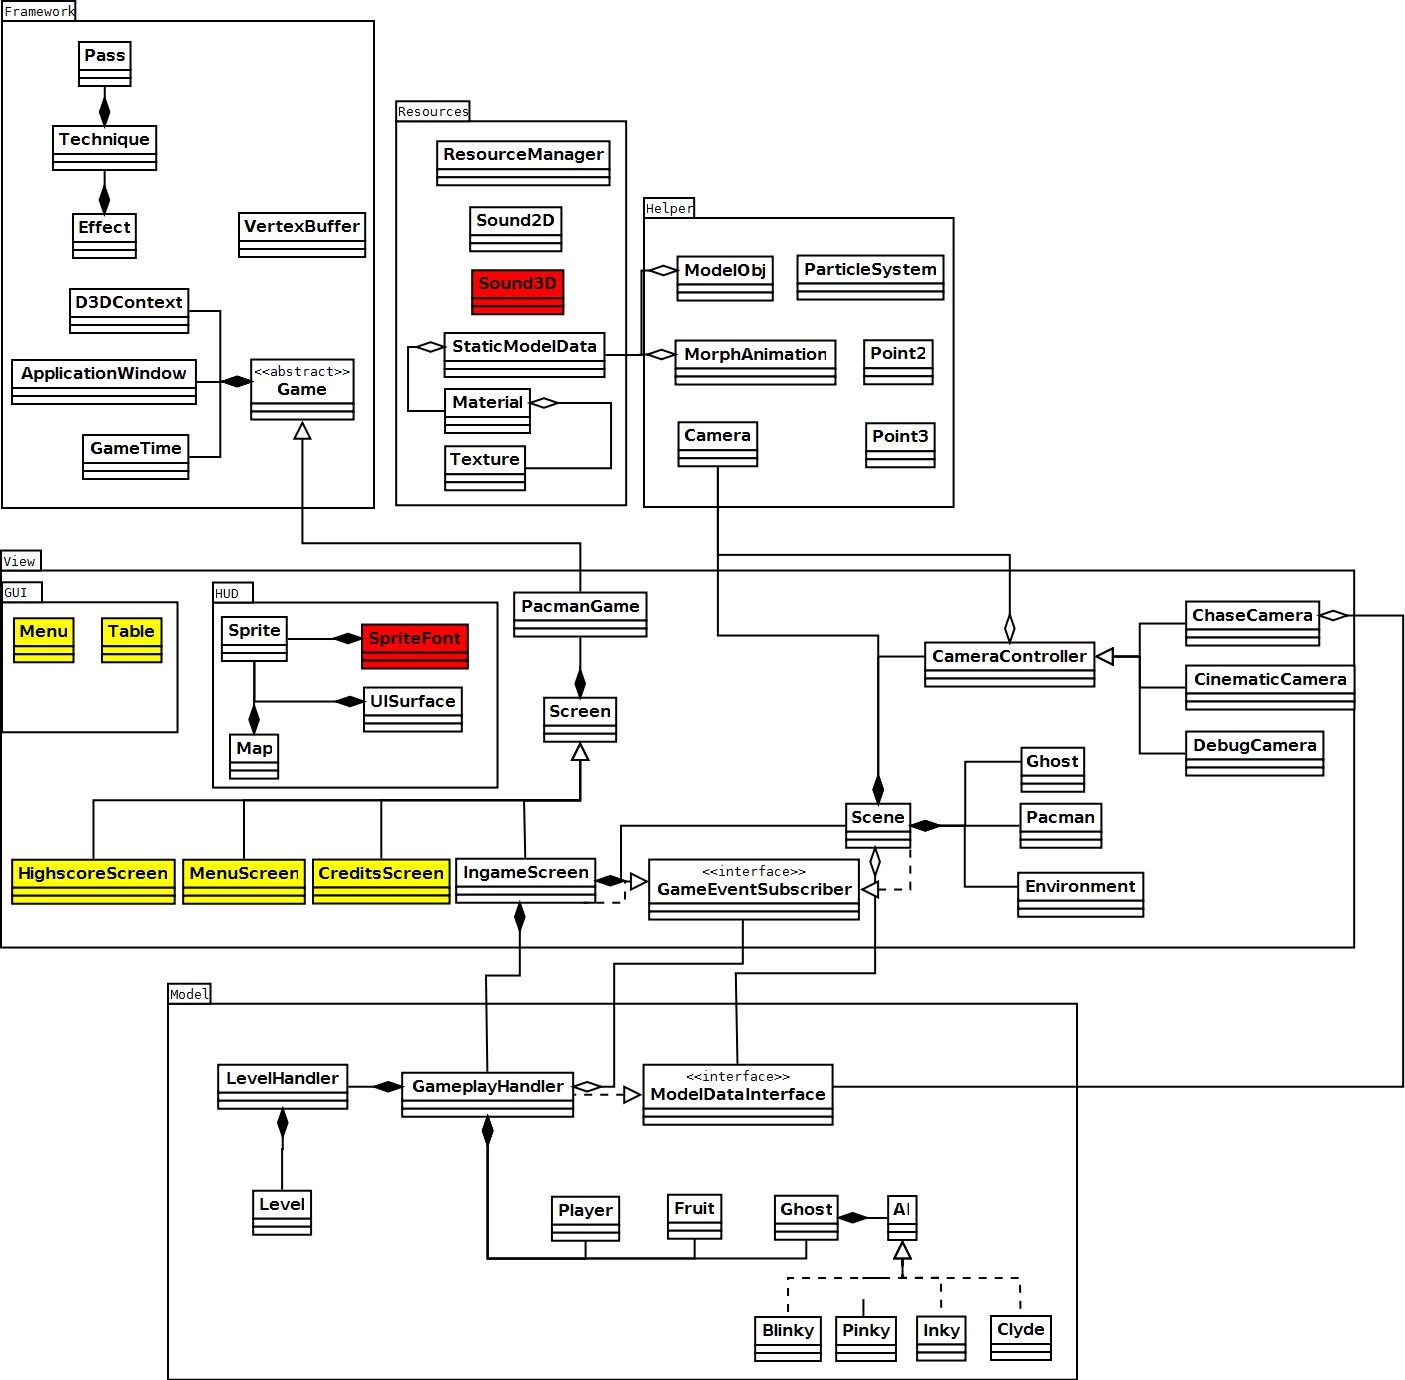 Framework
Pass
Technique
Effect
VertexBuffer
D3DContext
ApplicationWindow
<<abstract>>
Game
GameTime
Resources
ResourceManager
Sound2D
Sound3D
StaticModelData
Material
Texture
Helper
ModelObj
ParticleSystem
MorphAnimation
Point2
Camera
Point3
View
GUI
Menu
Table
HUD
Sprite
SpriteFont
UISurface
Map
PacmanGame
Screen
CameraController
ChaseCamera
CinematicCamera
DebugCamera
Ghost
Scene
Pacman
Environment
HighscoreScreen
MenuScreen
CreditsScreen
IngameScreen
<<interface>>
GameEventSubscriber
Model
LevelHandler
GameplayHandler
<<interface>>
ModelDataInterface
Level
Player
Fruit
Ghost
AI
Blinky
Pinky
Inky
Clyde